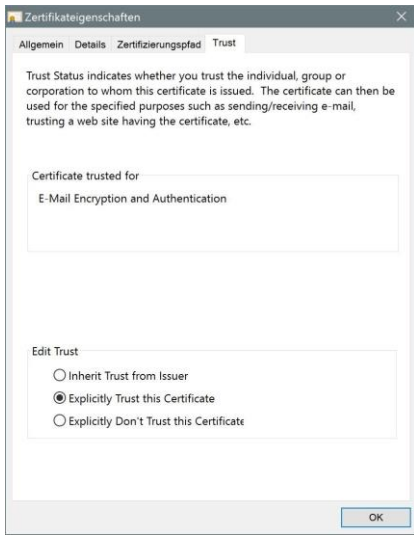 Zertifikateigenschaften
Allgemein Details Zertifizierungspfad Trust
Trust Status indicates whether you trust the individual, group or
corporation to whom this certificate is issued. The certificate can then be
used for the specified purposes such as sending/receiving e-mail,
trusting a web site having the certificate, etc.
Certificate trusted for
E-Mail Encryption and Authentication
Edit Trust
Inherit Trust from Issuer
Explicitly Trust this Certificate
Explicitly Don't Trust this Certificate
OK